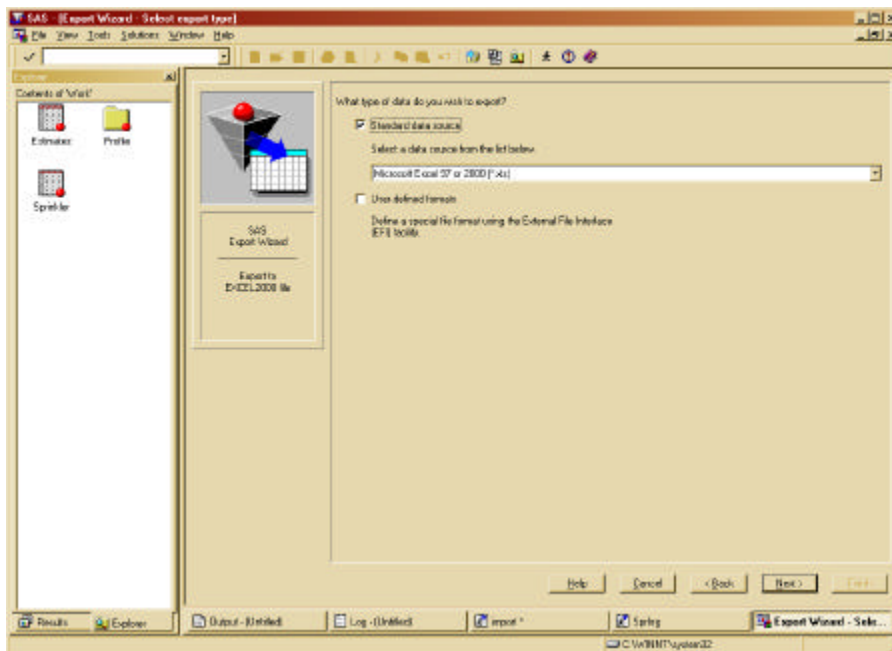 SAS - [Export Wizard - Select export type]
File View Tools Solutions Window Help
Explorer
Contents of 'Work'
Estimates Profile
Sprinkler
SAS
Export Wizard
Export to
EXCEL2000 file
What type of data do you wish to export?
Standard data source
Select a data source from the list below.
Microsoft Excel 97 or 2000 (*.xls)
User defined formats
Define a special file format using the External File Interface
(EFI) facility.
Help Cancel < Back Next > Finish
Results Explorer Output - (Untitled) Log - (Untitled) import * Export Wizard - Sele...
C:\WINNT\system32